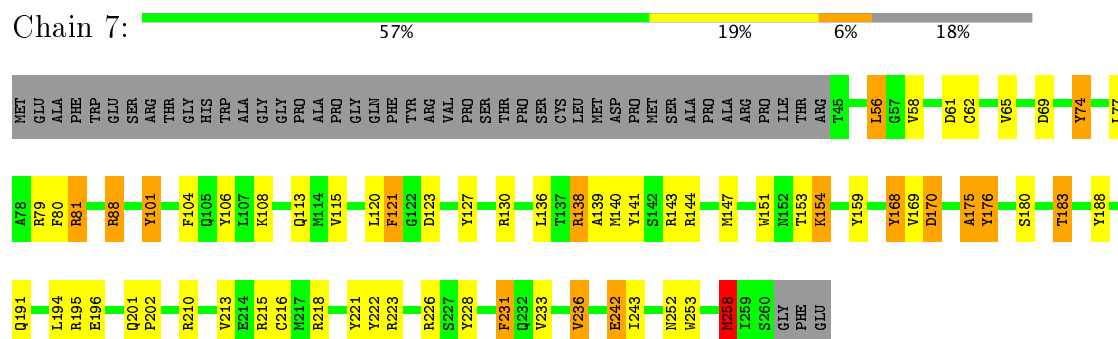 Chain 7:
57% 19% 6% 18%
MET GLU ALA PHE TRP GLU SER ARG THR GLY HIS TRP ALA GLY GLY PRO ALA PRO GLY GLN PHE TYR ARG VAL PRO SER THR PRO SER CYS LEU MET ASP PRO MET SER ALA PRO ALA ARG PRO ILE THR ARG T45 L56 G57 V58 D61 C62 V65 D69 Y74 L77
A78 R79 F80 R81 R88 Y101 F104 Q105 Y106 L107 K108 Q113 M114 V115 L120 F121 G122 D123 Y127 R130 L136 T137 R138 A139 M140 Y141 S142 R143 R144 M147 W151 N152 T153 K154 Y159 Y168 V169 D170 A175 Y176 S180 T183 Y188
Q191 L194 R195 E196 Q201 P202 R210 V213 E214 R215 C216 M217 R218 Y221 Y222 R223 R226 S227 Y228 F231 Q232 V233 V236 E242 I243 N252 W253 M258 I259 S260 GLY PHE GLU